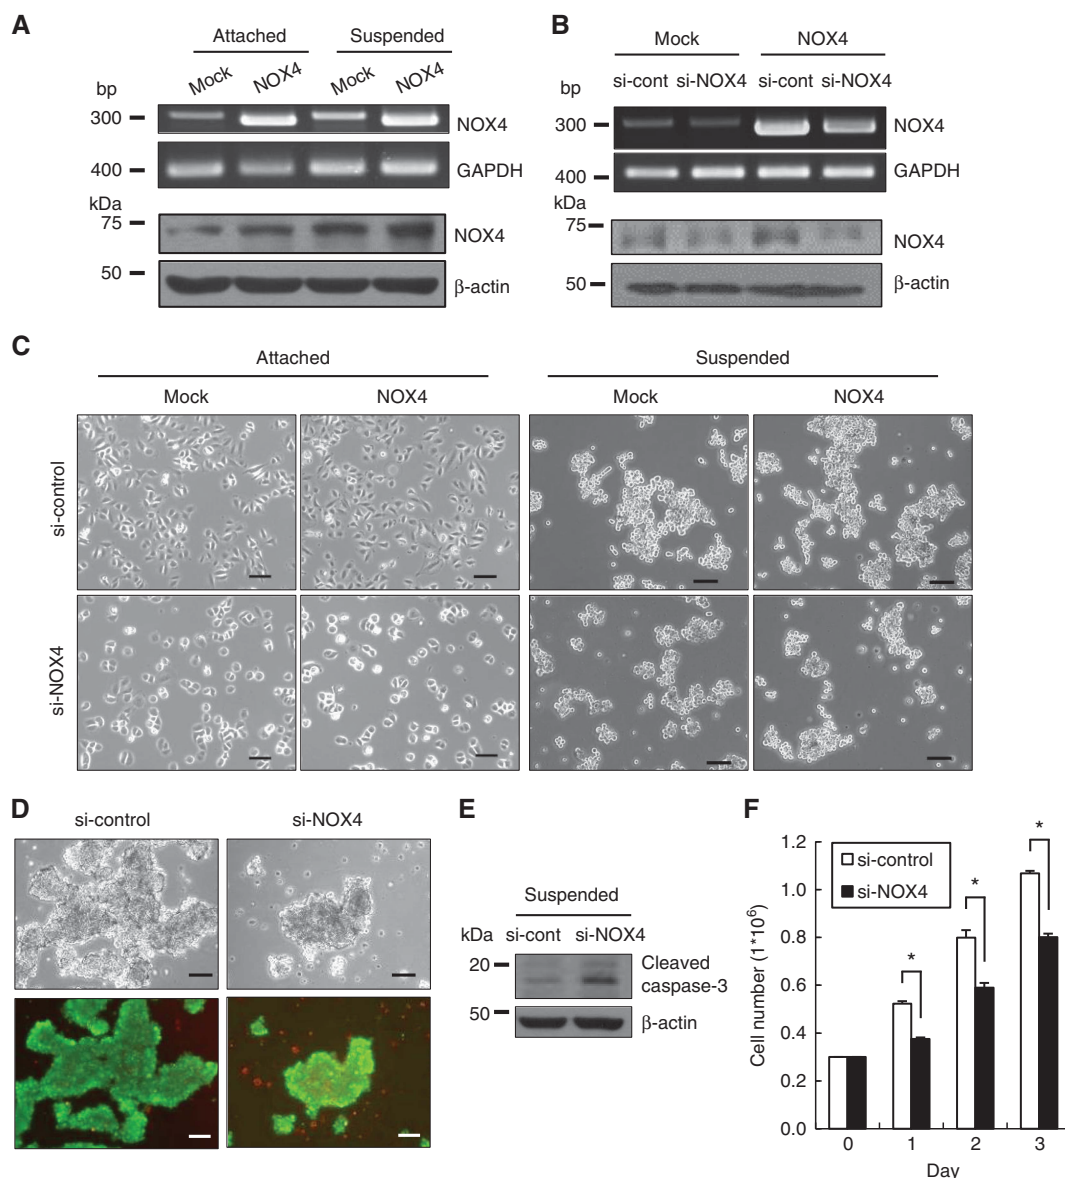 A
Attached Suspended
Mock NOX4 Mock NOX4
bp
300 NOX4
400 GAPDH
kDa
75 NOX4
50 β-actin
B
Mock NOX4
si-cont si-NOX4 si-cont si-NOX4
bp
300 NOX4
400 GAPDH
kDa
75 NOX4
50 β-actin
C
Attached Suspended
Mock NOX4 Mock NOX4
si-control
si-NOX4
D
si-control si-NOX4
E
Suspended
kDa si-cont si-NOX4
20 Cleaved
caspase-3
50 β-actin
F
1.2
1.0
0.8
0.6
0.4
0.2
0.0
Cell number (1*10⁶)
si-control
si-NOX4
* * *
0 1 2 3
Day